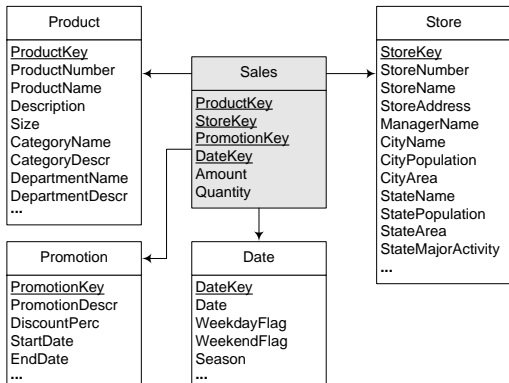 Product
ProductKey
ProductNumber
ProductName
Description
Size
CategoryName
CategoryDescr
DepartmentName
DepartmentDescr
...
Sales
ProductKey
StoreKey
PromotionKey
DateKey
Amount
Quantity
Store
StoreKey
StoreNumber
StoreName
StoreAddress
ManagerName
CityName
CityPopulation
CityArea
StateName
StatePopulation
StateArea
StateMajorActivity
...
Promotion
PromotionKey
PromotionDescr
DiscountPerc
StartDate
EndDate
...
Date
DateKey
Date
WeekdayFlag
WeekendFlag
Season
...